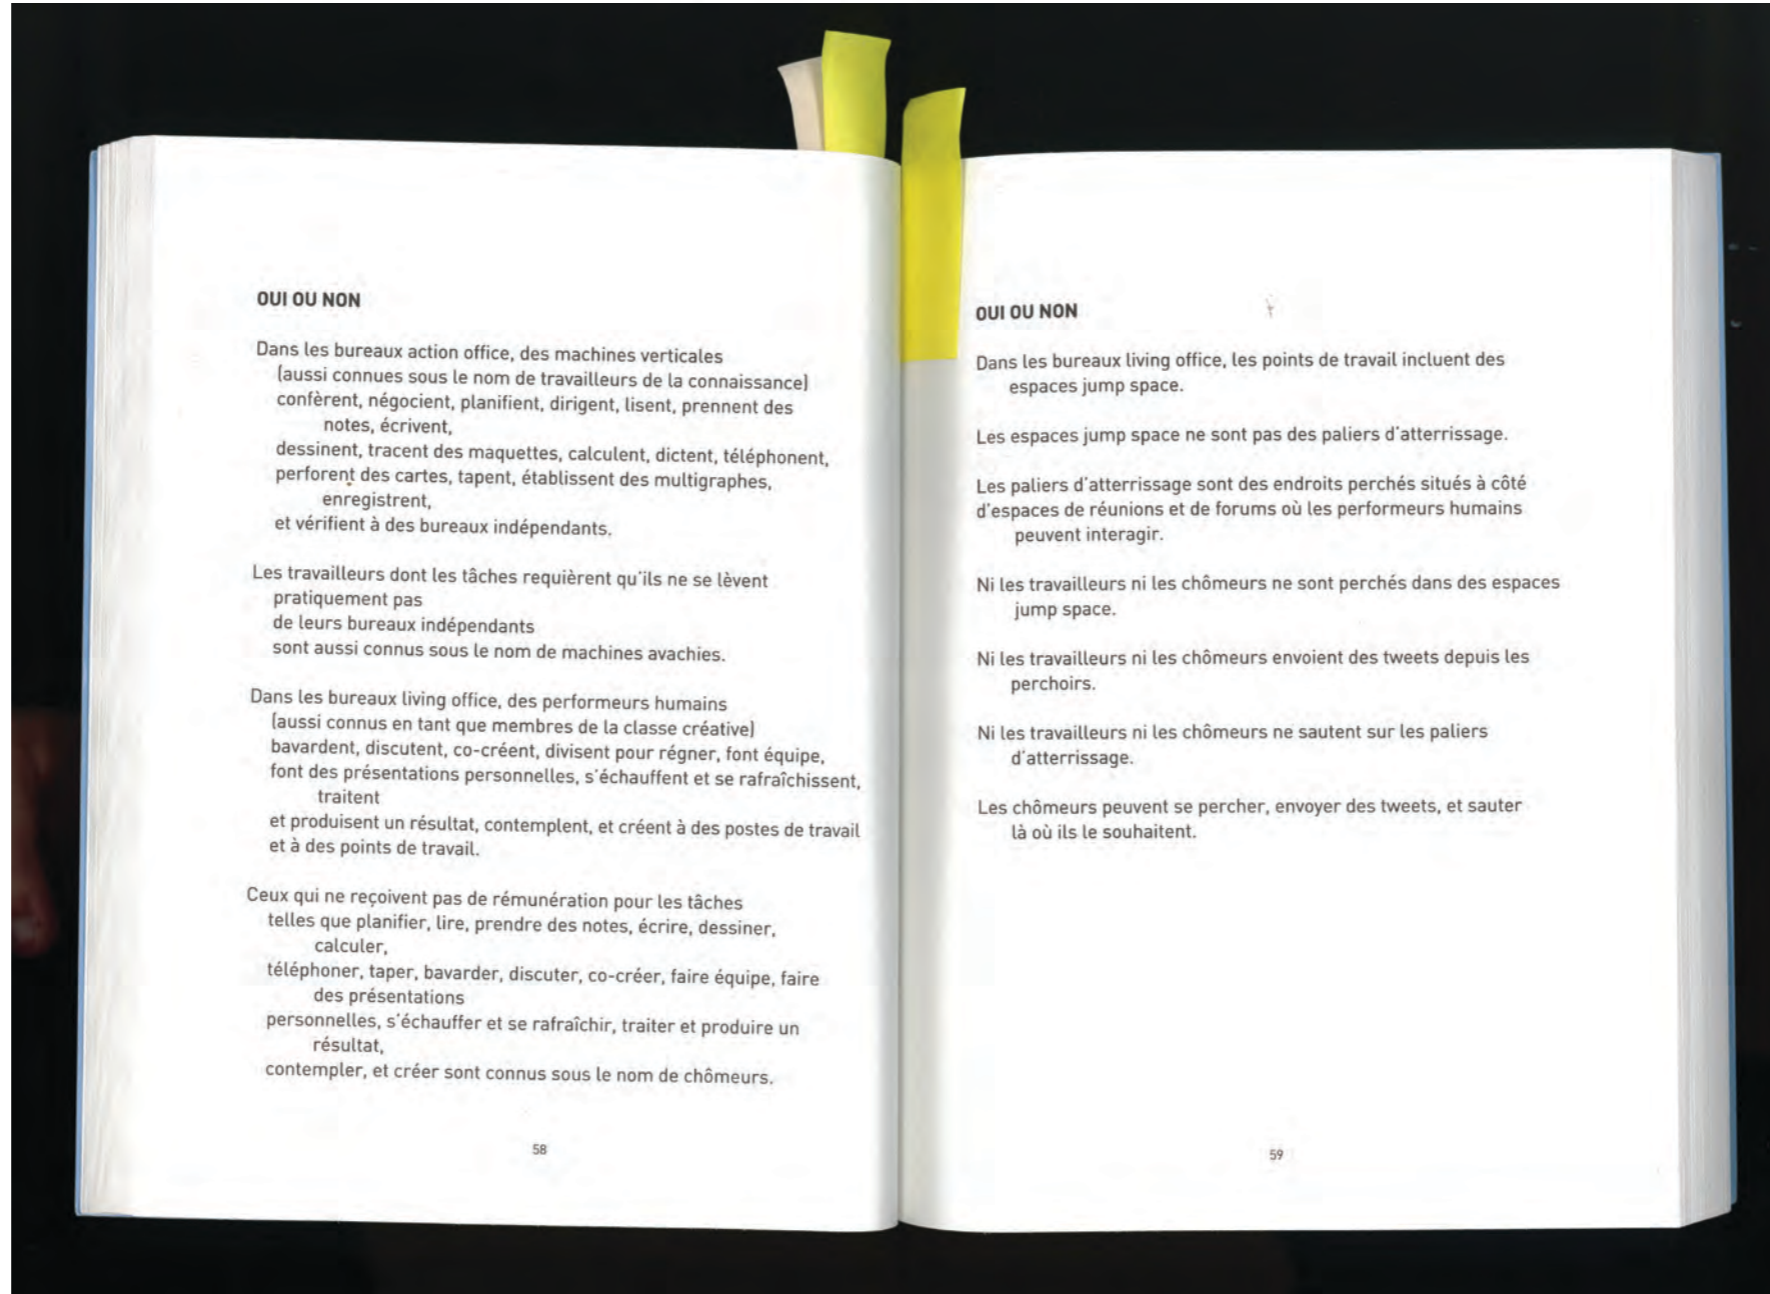 OUI OU NON
Dans les bureaux action office, des machines verticales
(aussi connues sous le nom de travailleurs de la connaissance)
confèrent, négocient, planifient, dirigent, lisent, prennent des
notes, écrivent,
dessinent, tracent des maquettes, calculent, dictent, téléphonent,
perforent des cartes, tapent, établissent des multigraphes,
enregistrent,
et vérifient à des bureaux indépendants.
Les travailleurs dont les tâches requièrent qu'ils ne se lèvent
pratiquement pas
de leurs bureaux indépendants
sont aussi connus sous le nom de machines avachies.
Dans les bureaux living office, des performeurs humains
(aussi connus en tant que membres de la classe créative)
bavardent, discutent, co-créent, divisent pour régner, font équipe,
font des présentations personnelles, s'échauffent et se rafraîchissent,
traitent
et produisent un résultat, contemplent, et créent à des postes de travail
et à des points de travail.
Ceux qui ne reçoivent pas de rémunération pour les tâches
telles que planifier, lire, prendre des notes, écrire, dessiner,
calculer,
téléphoner, taper, bavarder, discuter, co-créer, faire équipe, faire
des présentations
personnelles, s'échauffer et se rafraîchir, traiter et produire un
résultat,
contempler, et créer sont connus sous le nom de chômeurs.
58
OUI OU NON
Dans les bureaux living office, les points de travail incluent des
espaces jump space.
Les espaces jump space ne sont pas des paliers d'atterrissage.
Les paliers d'atterrissage sont des endroits perchés situés à côté
d'espaces de réunions et de forums où les performeurs humains
peuvent interagir.
Ni les travailleurs ni les chômeurs ne sont perchés dans des espaces
jump space.
Ni les travailleurs ni les chômeurs envoient des tweets depuis les
perchoirs.
Ni les travailleurs ni les chômeurs ne sautent sur les paliers
d'atterrissage.
Les chômeurs peuvent se percher, envoyer des tweets, et sauter
là où ils le souhaitent.
59